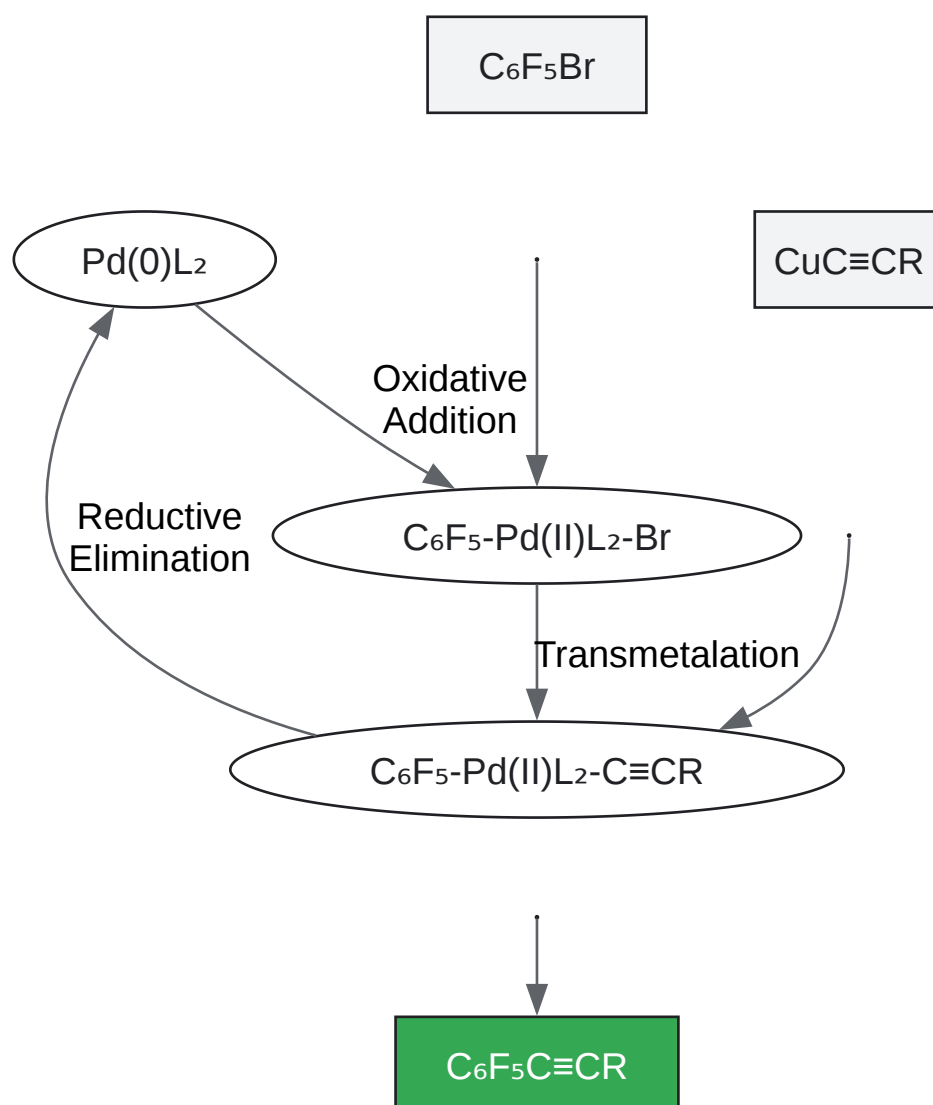 C₆F₅Br
Pd(0)L₂
CuC≡CR
Oxidative
Addition
Reductive
Elimination
C₆F₅-Pd(II)L₂-Br
Transmetalation
C₆F₅-Pd(II)L₂-C≡CR
C₆F₅C≡CR